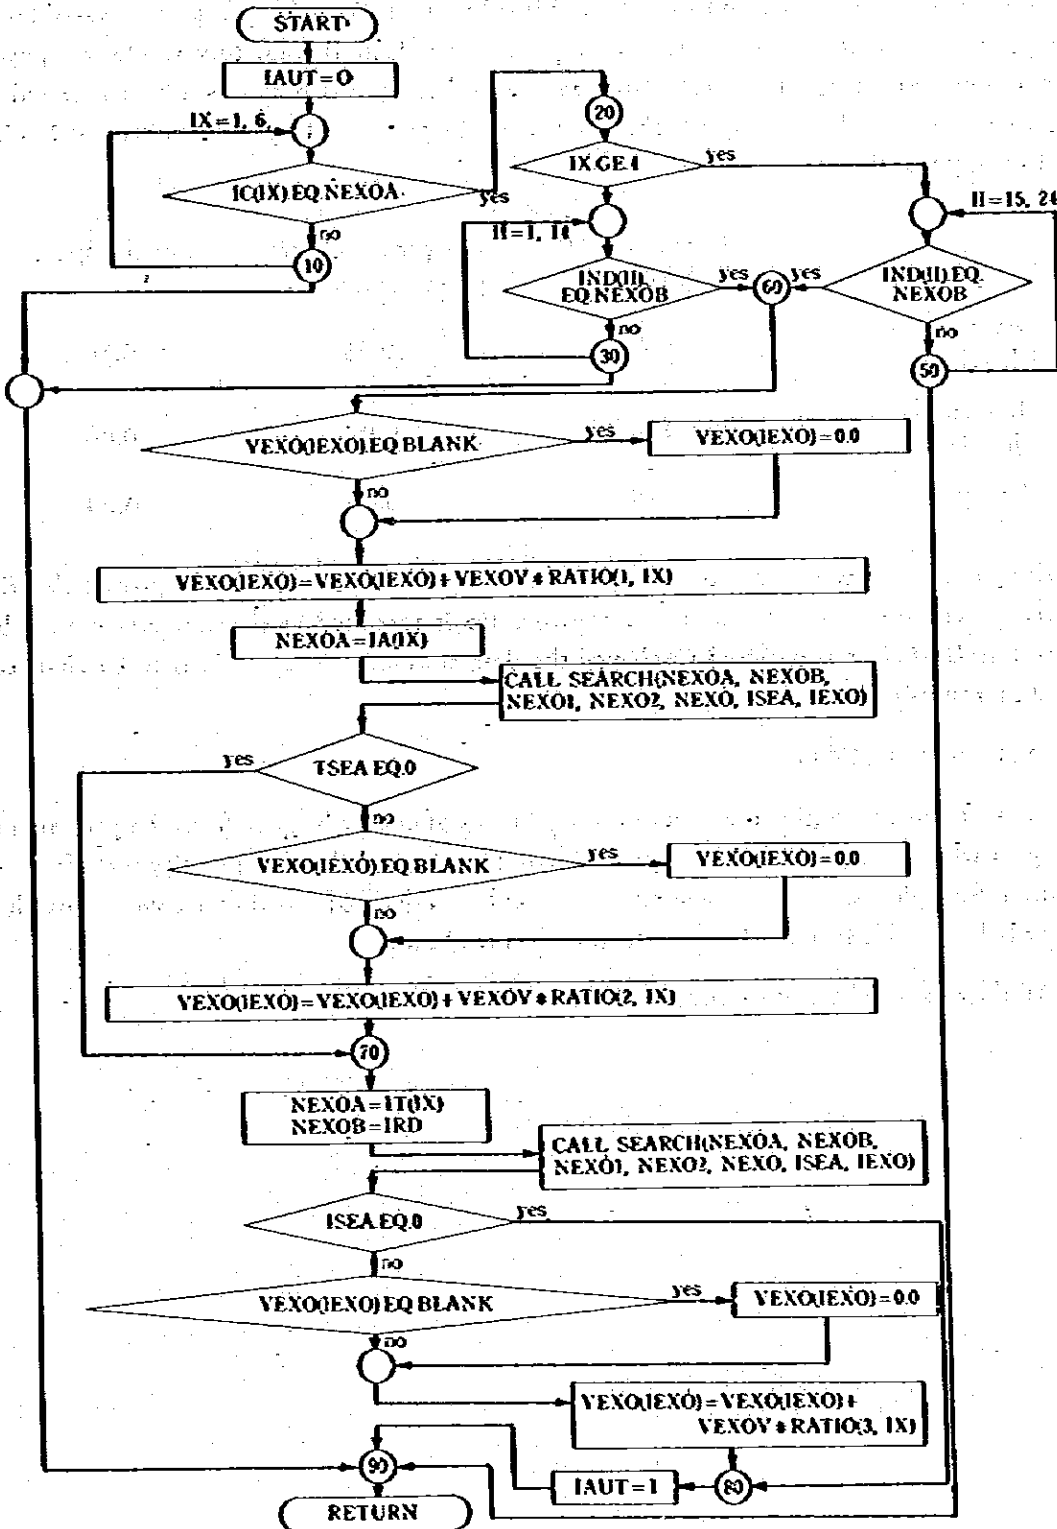 START
IAUT=0
IX=1, 6,
IC(IX).EQ.NEXOA
yes
no
10
20
IX.GE.4
yes
II=1, 14
IND(II).
EQ.NEXOB
yes
no
30
60
II=15, 24
yes
IND(II).EQ.
NEXOB
no
50
VEXO(IEXO).EQ.BLANK
yes
VEXO(IEXO)=0.0
no
VEXO(IEXO)=VEXO(IEXO)+VEXOV*RATIO(1, IX)
NEXOA=IA(IX)
CALL SEARCH(NEXOA, NEXOB,
NEXO1, NEXO2, NEXO, ISEA, IEXO)
yes
TSEA EQ.0
no
VEXO(IEXO).EQ BLANK
yes
VEXO(IEXO)=0.0
no
VEXO(IEXO)=VEXO(IEXO)+VEXOV*RATIO(2, IX)
70
NEXOA=IT(IX)
NEXOB=IRD
CALL SEARCH(NEXOA, NEXOB,
NEXO1, NEXO2, NEXO, ISEA, IEXO)
ISEA.EQ.0
yes
no
VEXO(IEXO) EQ BLANK
yes
VEXO(IEXO)=0.0
no
VEXO(IEXO)=VEXO(IEXO)+
VEXOV*RATIO(3, IX)
90
IAUT=1
80
RETURN